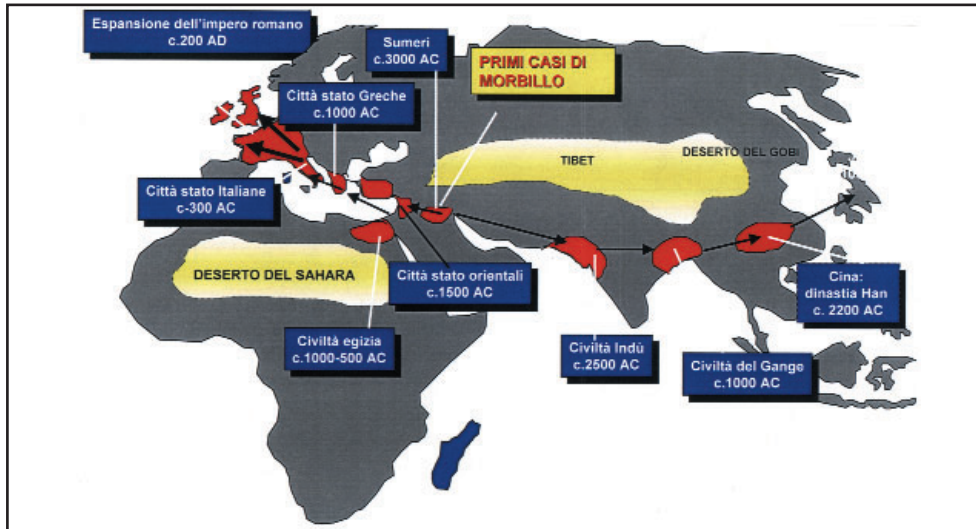 Espansione dell'impero romano
c.200 AD
Sumeri
c.3000 AC
PRIMI CASI DI
MORBILLO
Città stato Greche
c.1000 AC
TIBET
DESERTO DEL GOBI
Città stato Italiane
c-300 AC
DESERTO DEL SAHARA
Città stato orientali
c.1500 AC
Cina:
dinastia Han
c. 2200 AC
Civiltá egizia
c.1000-500 AC
Civiltà Indú
c.2500 AC
Civiltà del Gange
c.1000 AC